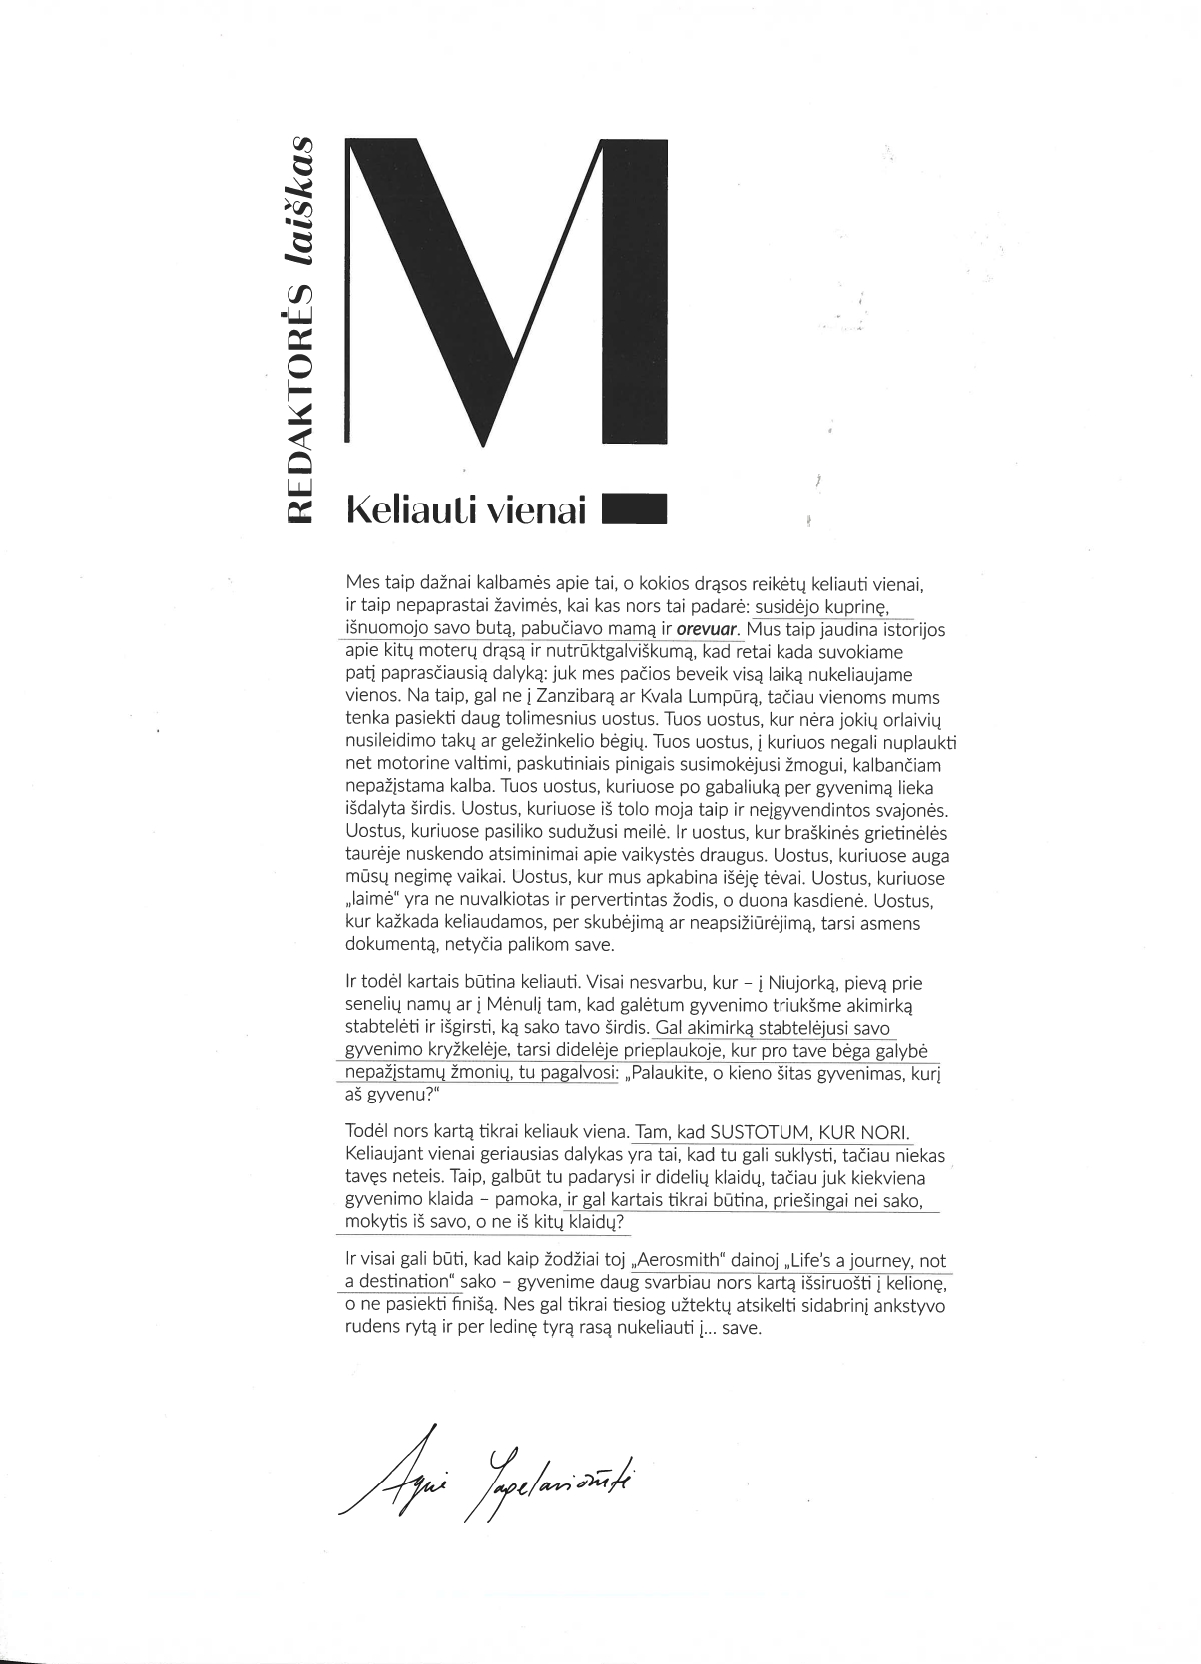 REDAKTORĖS laiškas
M
Keliauti vienai
Mes taip dažnai kalbamės apie tai, o kokios drąsos reikėtų keliauti vienai,
ir taip nepaprastai žavimės, kai kas nors tai padarė: susidėjo kuprinę,
išnuomojo savo butą, pabučiavo mamą ir orevuar. Mus taip jaudina istorijos
apie kitų moterų drąsą ir nutrūktgalviškumą, kad retai kada suvokiame
patį paprasčiausią dalyką: juk mes pačios beveik visą laiką nukeliaujame
vienos. Na taip, gal ne į Zanzibarą ar Kvala Lumpūrą, tačiau vienoms mums
tenka pasiekti daug tolimesnius uostus. Tuos uostus, kur nėra jokių orlaivių
nusileidimo takų ar geležinkelio bėgių. Tuos uostus, į kuriuos negali nuplaukti
net motorine valtimi, paskutiniais pinigais susimokėjusi žmogui, kalbančiam
nepažįstama kalba. Tuos uostus, kuriuose po gabaliuką per gyvenimą lieka
išdalyta širdis. Uostus, kuriuose iš tolo moja taip ir neįgyvendintos svajonės.
Uostus, kuriuose pasiliko sudužusi meilė. Ir uostus, kur braškinės grietinėlės
taurėje nuskendo atsiminimai apie vaikystės draugus. Uostus, kuriuose auga
mūsų negimę vaikai. Uostus, kur mus apkabina išėję tėvai. Uostus, kuriuose
„laimė“ yra ne nuvalkiotas ir pervertintas žodis, o duona kasdienė. Uostus,
kur kažkada keliaudamos, per skubėjimą ar neapsižiūrėjimą, tarsi asmens
dokumentą, netyčia palikom save.
Ir todėl kartais būtina keliauti. Visai nesvarbu, kur – į Niujorką, pievą prie
senelių namų ar į Mėnulį tam, kad galėtum gyvenimo triukšme akimirką
stabtelėti ir išgirsti, ką sako tavo širdis. Gal akimirką stabtelėjusi savo
gyvenimo kryžkelėje, tarsi didelėje prieplaukoje, kur pro tave bėga galybė
nepažįstamų žmonių, tu pagalvosi: „Palaukite, o kieno šitas gyvenimas, kurį
aš gyvenu?“
Todėl nors kartą tikrai keliauk viena. Tam, kad SUSTOTUM, KUR NORI.
Keliaujant vienai geriausias dalykas yra tai, kad tu gali suklysti, tačiau niekas
tavęs neteis. Taip, galbūt tu padarysi ir didelių klaidų, tačiau juk kiekviena
gyvenimo klaida – pamoka, ir gal kartais tikrai būtina, priešingai nei sako,
mokytis iš savo, o ne iš kitų klaidų?
Ir visai gali būti, kad kaip žodžiai toj „Aerosmith“ dainoj „Life's a journey, not
a destination“ sako – gyvenime daug svarbiau nors kartą išsiruošti į kelionę,
o ne pasiekti finišą. Nes gal tikrai tiesiog užtektų atsikelti sidabrinį ankstyvo
rudens rytą ir per ledinę tyrą rasą nukeliauti į... save.